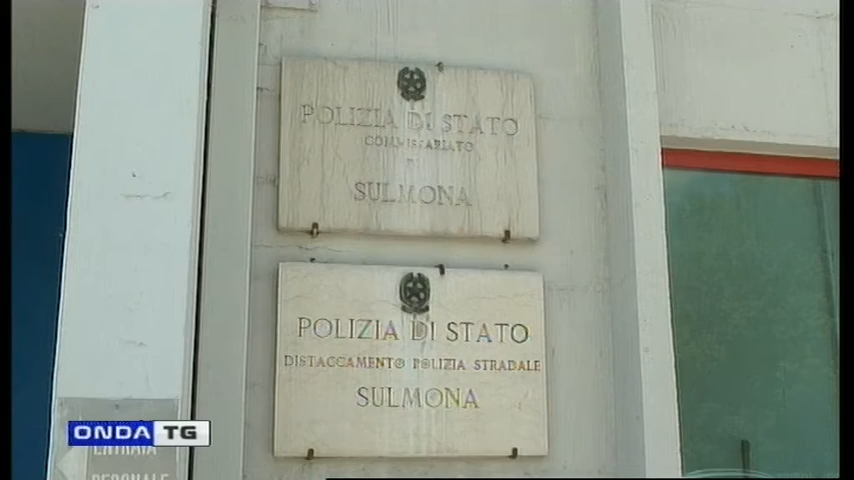 POLIZIA DI STATO
COMMISSARIATO
DI
SULMONA
POLIZIA DI STATO
DISTACCAMENTO POLIZIA STRADALE
SULMONA
ONDA TG